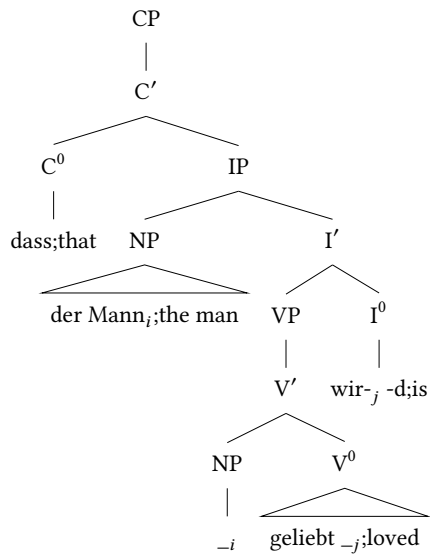 CP
C′
C⁰ IP
dass;that NP I′
der Mannᵢ;the man VP I⁰
V′ wir-ⱼ -d;is
NP V⁰
_ᵢ geliebt _ⱼ;loved